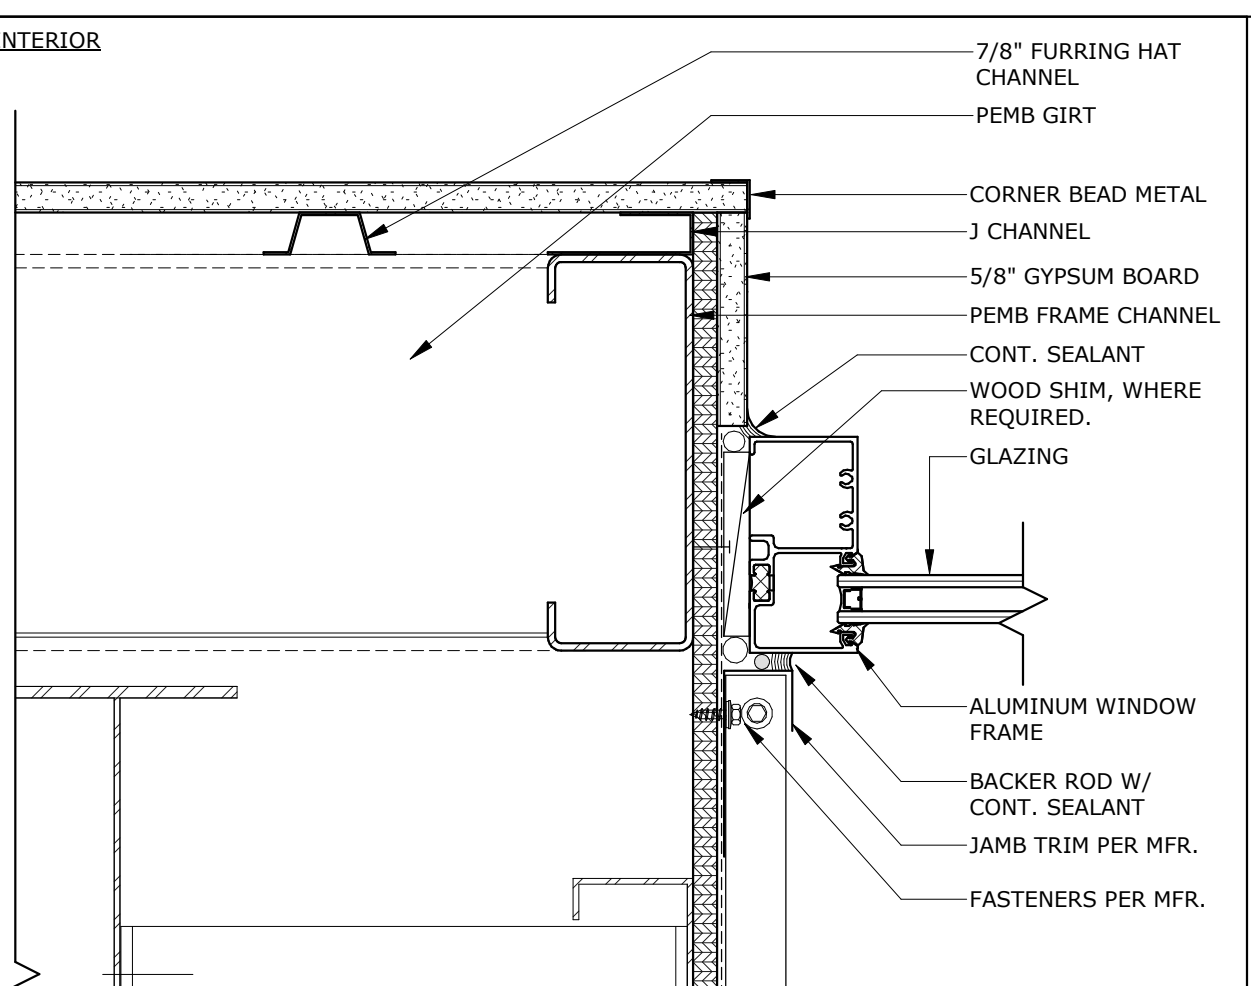 NTERIOR
7/8" FURRING HAT
CHANNEL
PEMB GIRT
CORNER BEAD METAL
J CHANNEL
5/8" GYPSUM BOARD
PEMB FRAME CHANNEL
CONT. SEALANT
WOOD SHIM, WHERE
REQUIRED.
GLAZING
ALUMINUM WINDOW
FRAME
BACKER ROD W/
CONT. SEALANT
JAMB TRIM PER MFR.
FASTENERS PER MFR.